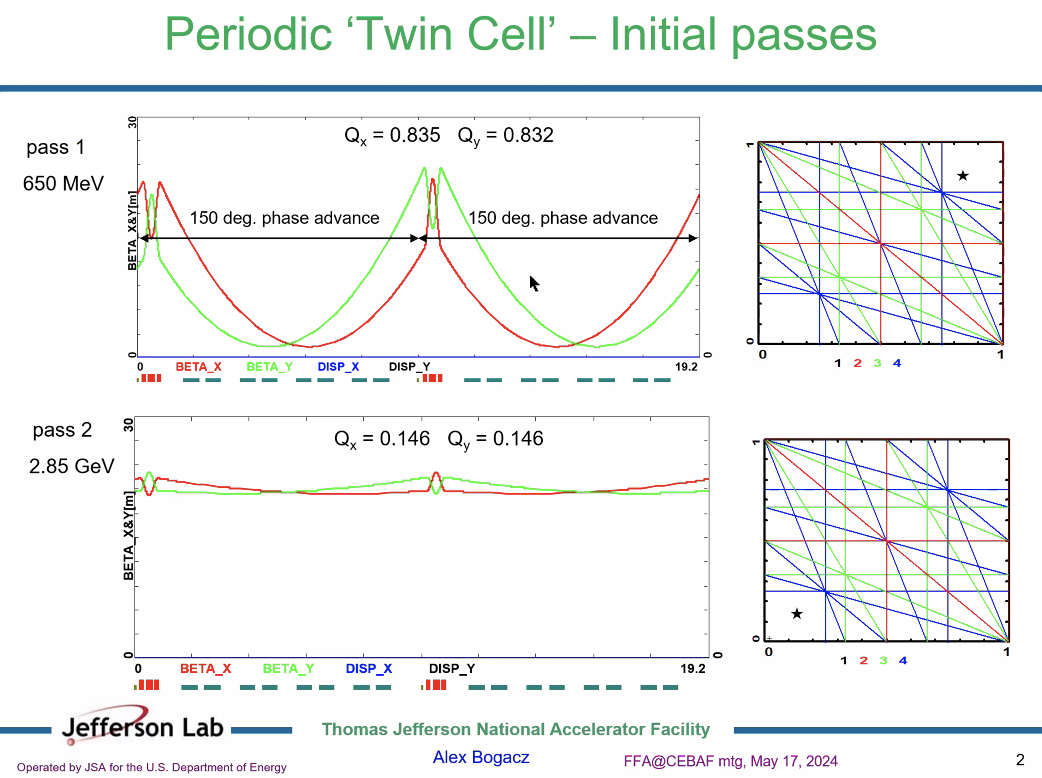 Periodic ‘Twin Cell’ – Initial passes
pass 1
650 MeV
30
BETA_X&Y[m]
0
Qx = 0.835 Qy = 0.832
150 deg. phase advance
150 deg. phase advance
0
0 BETA_X BETA_Y DISP_X DISP_Y 19.2
1
0
0 1
1 2 3 4
pass 2
2.85 GeV
30
BETA_X&Y[m]
0
Qx = 0.146 Qy = 0.146
0
0 BETA_X BETA_Y DISP_X DISP_Y 19.2
1
0
0 1
1 2 3 4
Jefferson Lab
Thomas Jefferson National Accelerator Facility
Operated by JSA for the U.S. Department of Energy
Alex Bogacz
FFA@CEBAF mtg, May 17, 2024
2